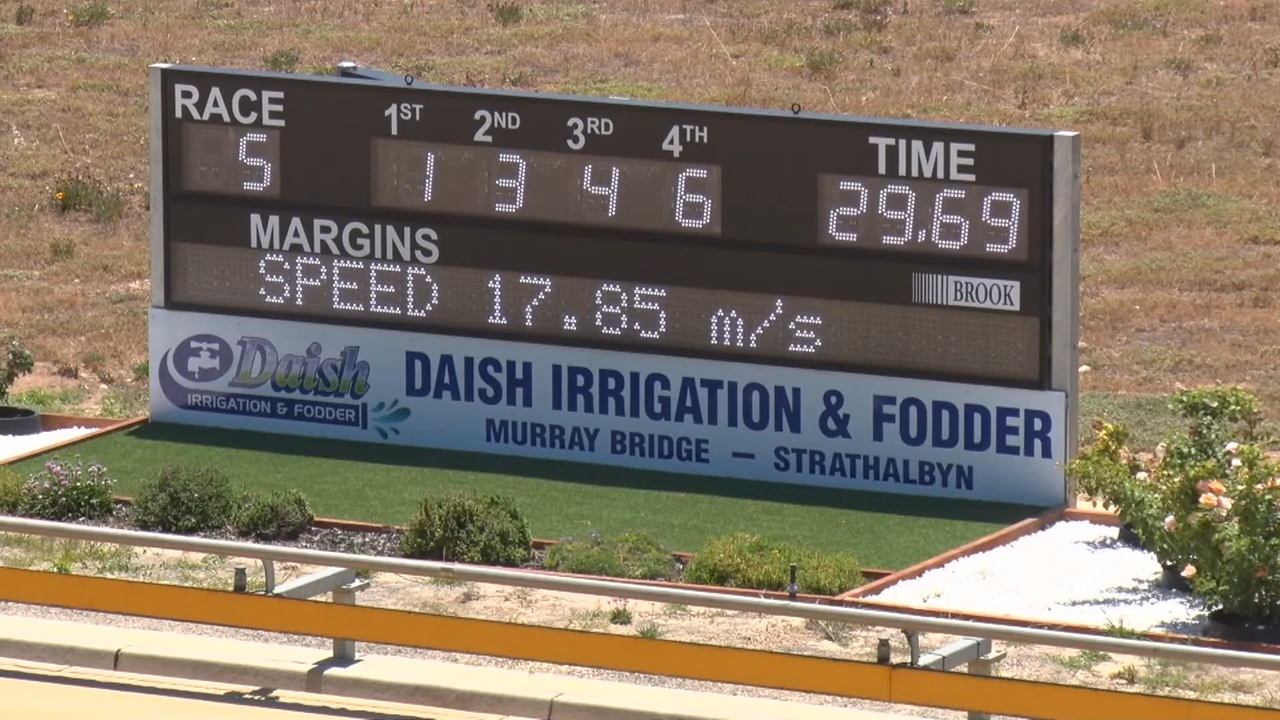 RACE 1ST 2ND 3RD 4TH TIME
5 1 3 4 6 29.69
MARGINS
SPEED 17.85 m/s
BROOK
Daish
IRRIGATION & FODDER
DAISH IRRIGATION & FODDER
MURRAY BRIDGE — STRATHALBYN